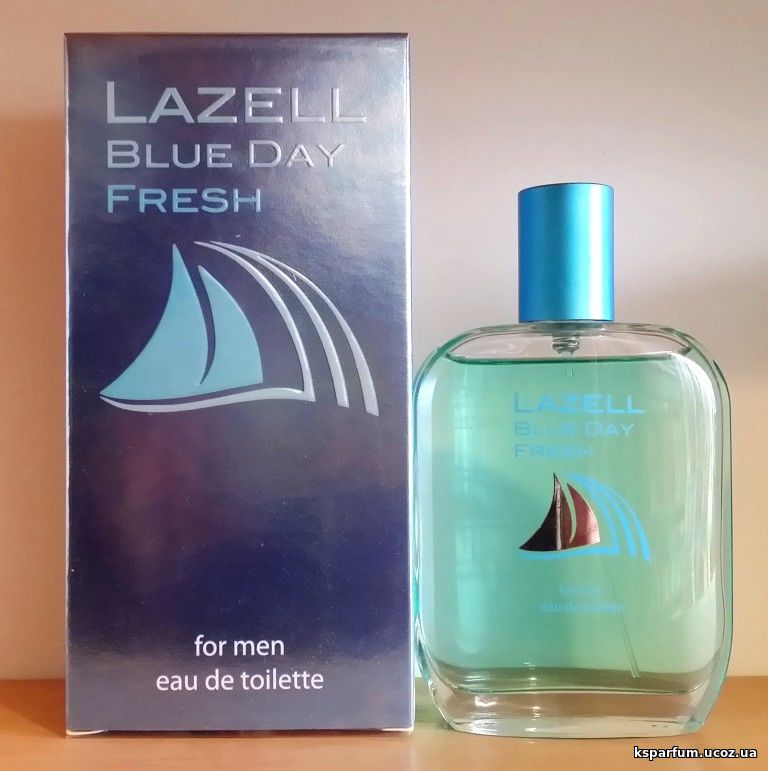 LAZELL
BLUE DAY
FRESH
for men
eau de toilette
LAZELL
BLUE DAY
FRESH
for men
eau de toilette
ksparfum.ucoz.ua